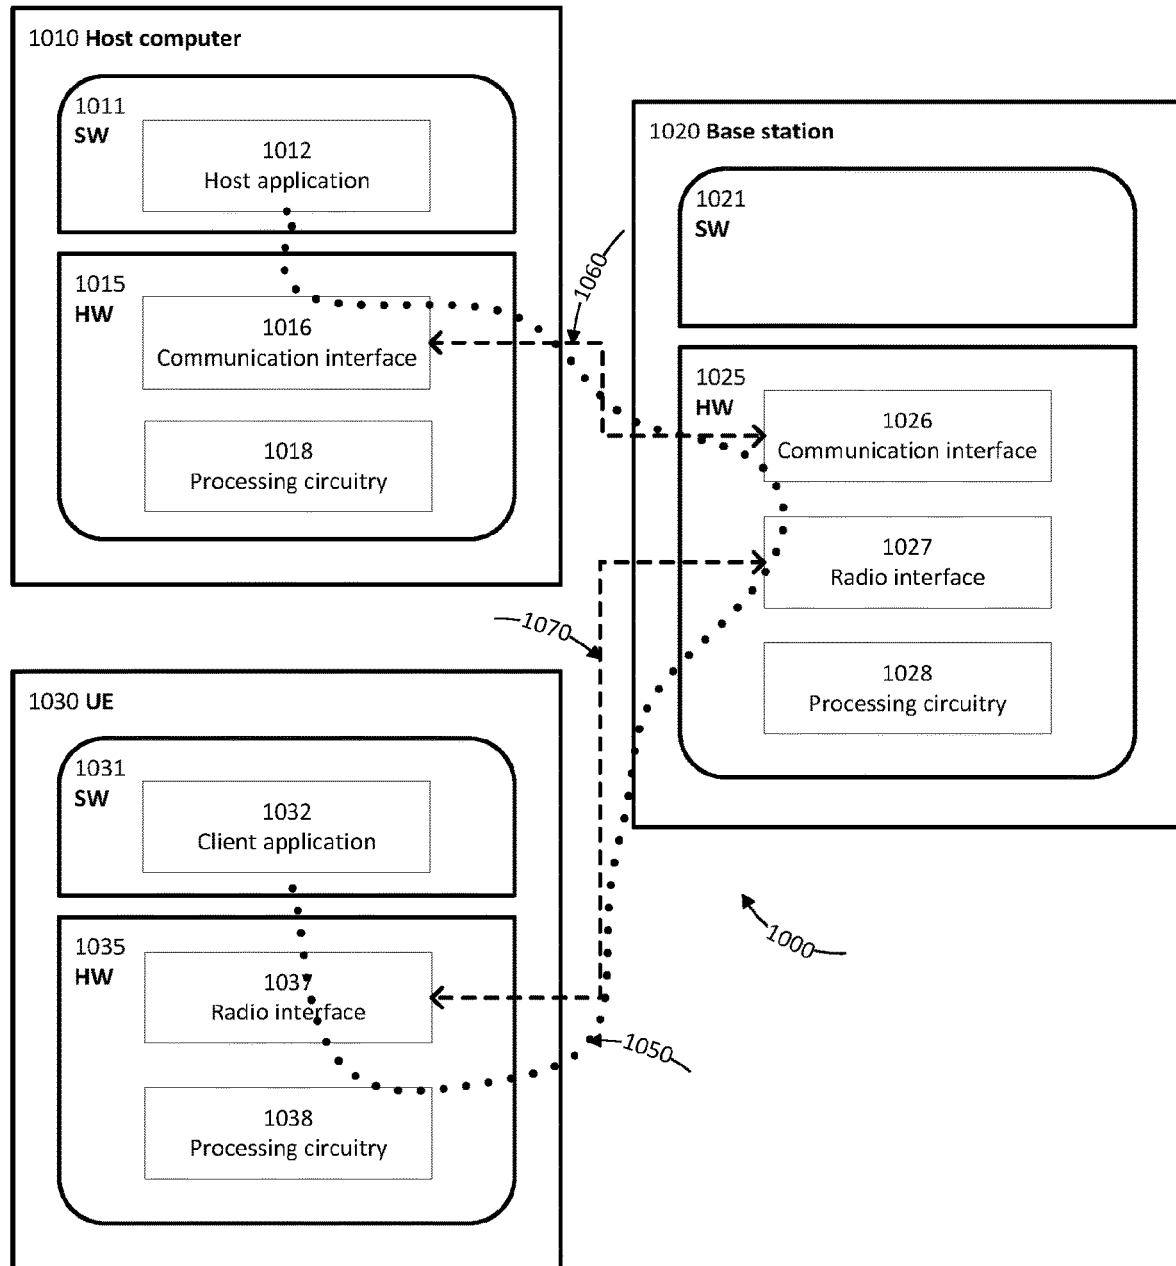 1010 Host computer
1011
SW
1012
Host application
1015
HW
1016
Communication interface
1018
Processing circuitry
1060
1020 Base station
1021
SW
1025
HW
1026
Communication interface
1027
Radio interface
1028
Processing circuitry
1070
1030 UE
1031
SW
1032
Client application
1035
HW
1037
Radio interface
1038
Processing circuitry
1000
1050